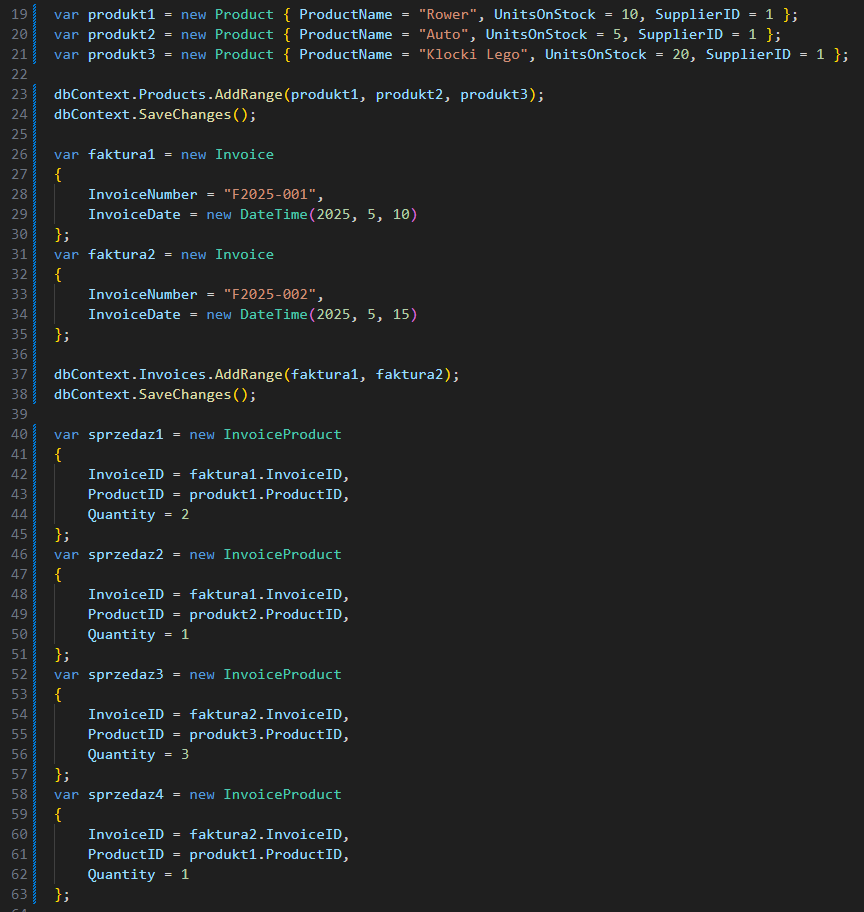 19 var produkt1 = new Product { ProductName = "Rower", UnitsOnStock = 10, SupplierID = 1 };
20 var produkt2 = new Product { ProductName = "Auto", UnitsOnStock = 5, SupplierID = 1 };
21 var produkt3 = new Product { ProductName = "Klocki Lego", UnitsOnStock = 20, SupplierID = 1 };
22
23 dbContext.Products.AddRange(produkt1, produkt2, produkt3);
24 dbContext.SaveChanges();
25
26 var faktura1 = new Invoice
27 {
28     InvoiceNumber = "F2025-001",
29     InvoiceDate = new DateTime(2025, 5, 10)
30 };
31 var faktura2 = new Invoice
32 {
33     InvoiceNumber = "F2025-002",
34     InvoiceDate = new DateTime(2025, 5, 15)
35 };
36
37 dbContext.Invoices.AddRange(faktura1, faktura2);
38 dbContext.SaveChanges();
39
40 var sprzedaz1 = new InvoiceProduct
41 {
42     InvoiceID = faktura1.InvoiceID,
43     ProductID = produkt1.ProductID,
44     Quantity = 2
45 };
46 var sprzedaz2 = new InvoiceProduct
47 {
48     InvoiceID = faktura1.InvoiceID,
49     ProductID = produkt2.ProductID,
50     Quantity = 1
51 };
52 var sprzedaz3 = new InvoiceProduct
53 {
54     InvoiceID = faktura2.InvoiceID,
55     ProductID = produkt3.ProductID,
56     Quantity = 3
57 };
58 var sprzedaz4 = new InvoiceProduct
59 {
60     InvoiceID = faktura2.InvoiceID,
61     ProductID = produkt1.ProductID,
62     Quantity = 1
63 };